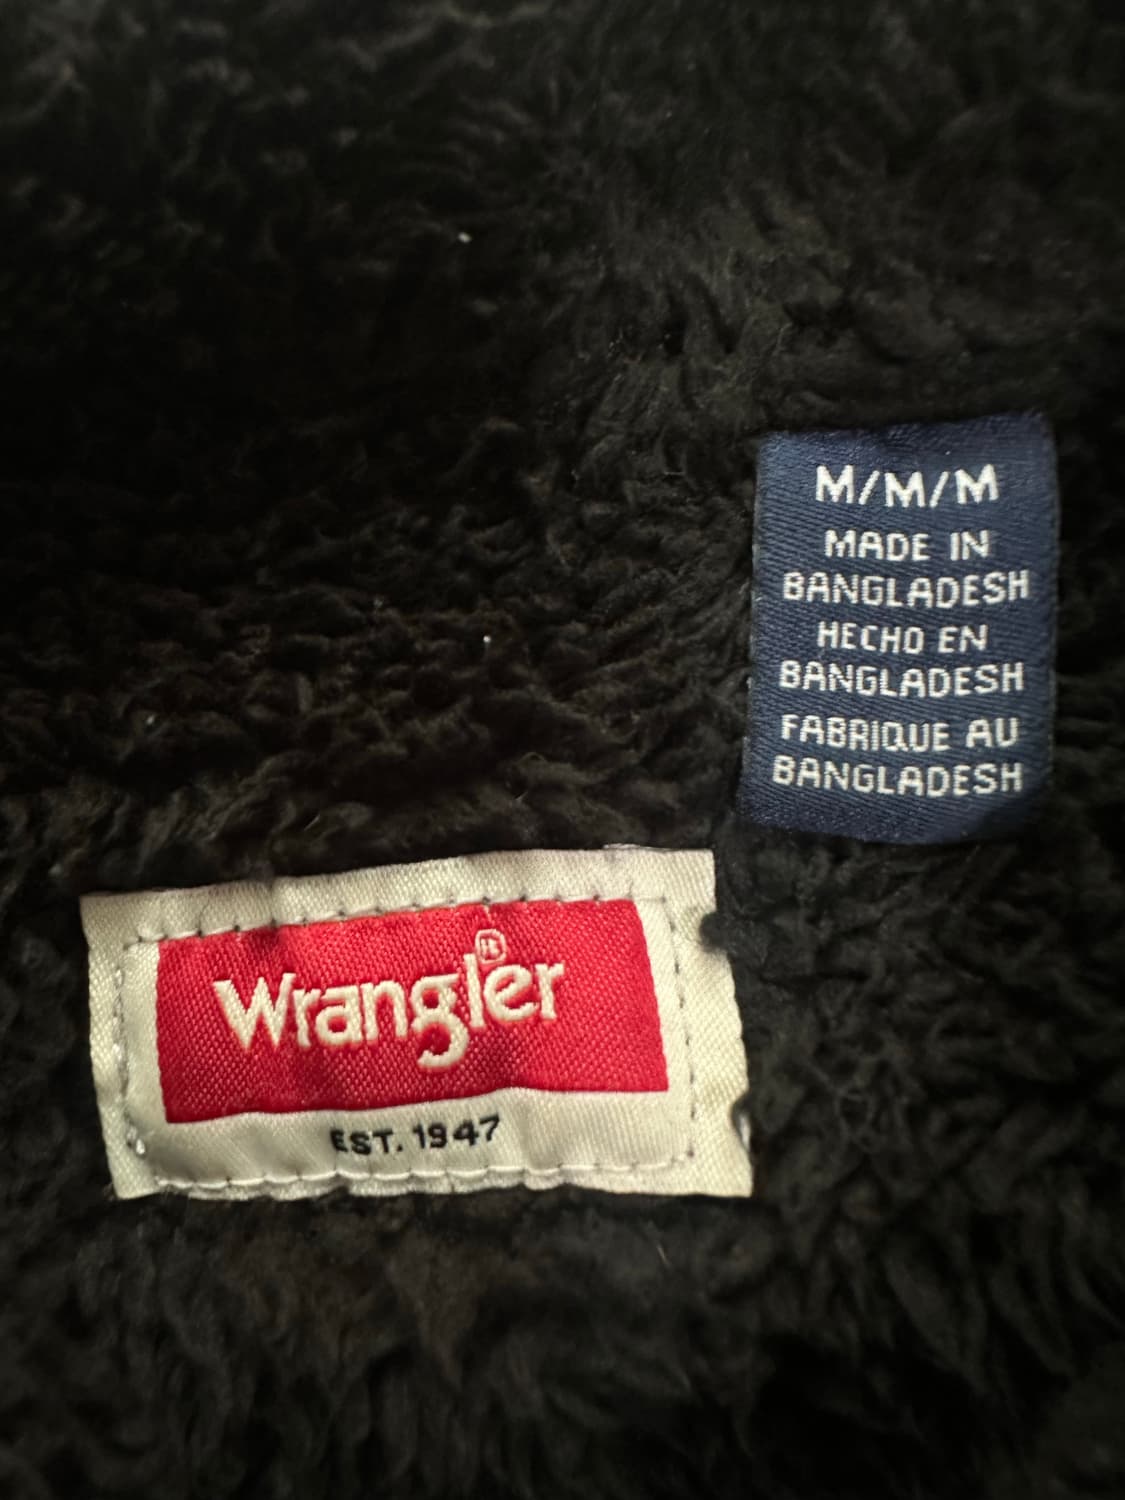 M/M/M
MADE IN
BANGLADESH
HECHO EN
BANGLADESH
FABRIQUE AU
BANGLADESH
Wrangler®
EST. 1947